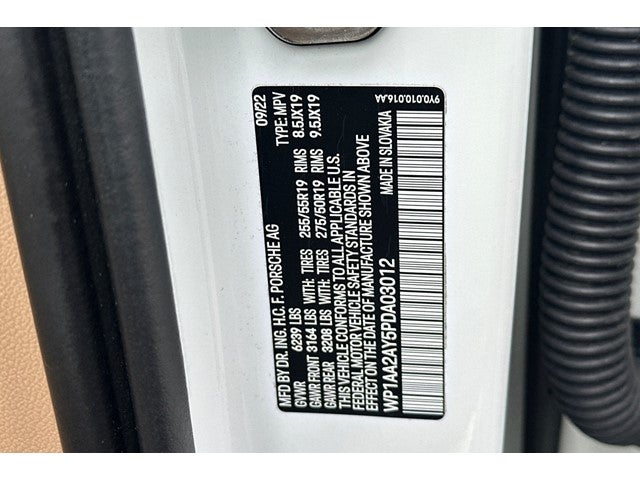 MFD BY DR. ING. H.C. F. PORSCHE AG 09/22
GVWR 6239 LBS TYPE: MPV
GAWR FRONT 3164 LBS WITH: TIRES 255/55R19 RIMS 8.5JX19
GAWR REAR 3208 LBS WITH: TIRES 275/50R19 RIMS 9.5JX19
THIS VEHICLE CONFORMS TO ALL APPLICABLE U.S.
FEDERAL MOTOR VEHICLE SAFETY STANDARDS IN
EFFECT ON THE DATE OF MANUFACTURE SHOWN ABOVE
WP1AA2AY5PDA03012 MADE IN SLOVAKIA
9Y0.010.016.AA